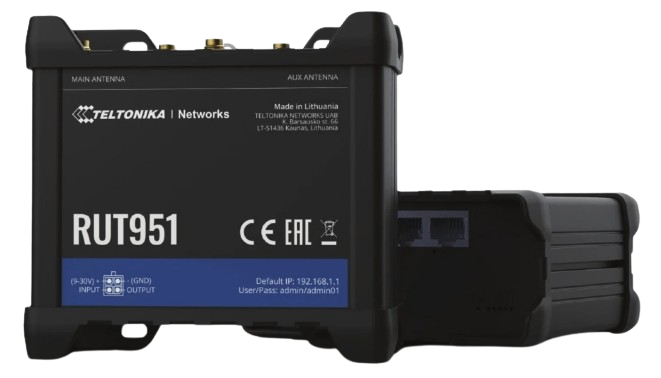 MAIN ANTENNA
AUX ANTENNA
TELTONIKA | Networks
Made in Lithuania
TELTONIKA NETWORKS UAB
K. Barsausko st. 66
LT-51436 Kaunas, Lithuania
RUT951
CE EAC
(9-30V) + - (GND)
INPUT OUTPUT
Default IP: 192.168.1.1
User/Pass: admin/admin01